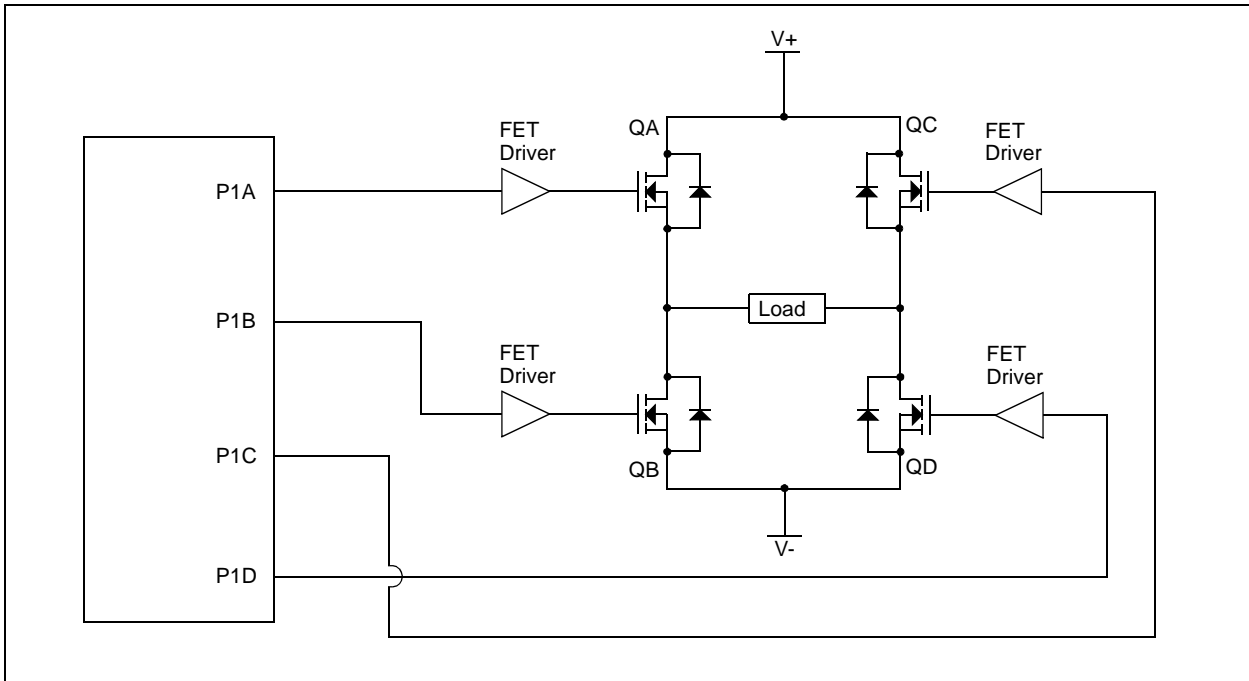 V+
QA
QC
FET
Driver
FET
Driver
P1A
Load
P1B
FET
Driver
FET
Driver
P1C
QB
QD
V-
P1D